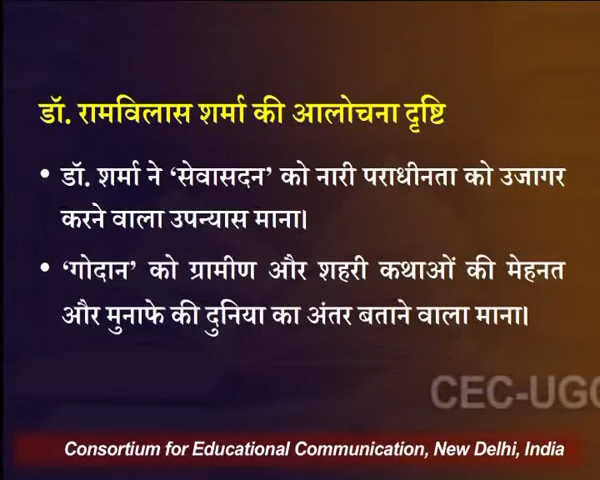 डॉ. रामविलास शर्मा की आलोचना दृष्टि
• डॉ. शर्मा ने ‘सेवासदन’ को नारी पराधीनता को उजागर
करने वाला उपन्यास माना।
• ‘गोदान’ को ग्रामीण और शहरी कथाओं की मेहनत
और मुनाफे की दुनिया का अंतर बताने वाला माना।
CEC-UGC
Consortium for Educational Communication, New Delhi, India